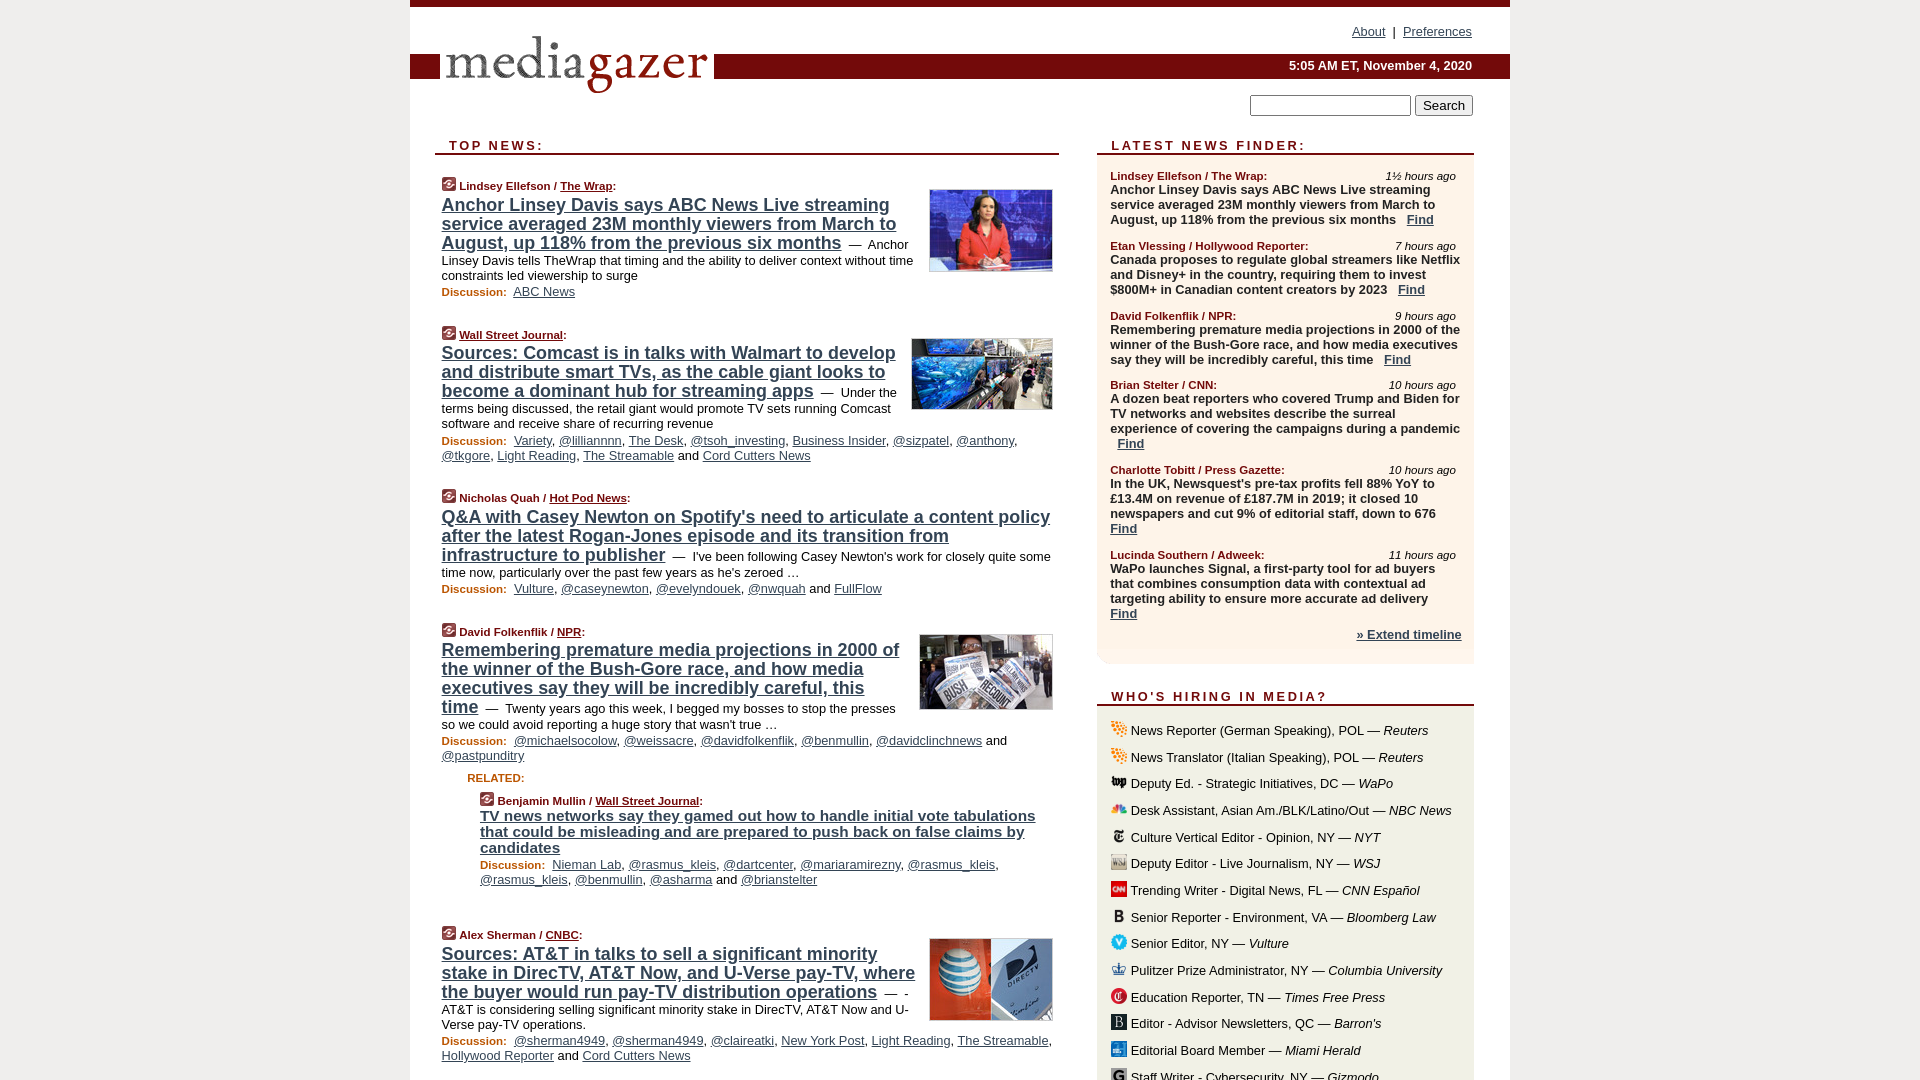 About | Preferences
mediagazer
5:05 AM ET, November 4, 2020
Search
TOP NEWS:
Lindsey Ellefson / The Wrap:
Anchor Linsey Davis says ABC News Live streaming
service averaged 23M monthly viewers from March to
August, up 118% from the previous six months — Anchor
Linsey Davis tells TheWrap that timing and the ability to deliver context without time
constraints led viewership to surge
Discussion: ABC News
Wall Street Journal:
Sources: Comcast is in talks with Walmart to develop
and distribute smart TVs, as the cable giant looks to
become a dominant hub for streaming apps — Under the
terms being discussed, the retail giant would promote TV sets running Comcast
software and receive share of recurring revenue
Discussion: Variety, @lilliannnn, The Desk, @tsoh_investing, Business Insider, @sizpatel, @anthony,
@tkgore, Light Reading, The Streamable and Cord Cutters News
Nicholas Quah / Hot Pod News:
Q&A with Casey Newton on Spotify's need to articulate a content policy
after the latest Rogan-Jones episode and its transition from
infrastructure to publisher — I've been following Casey Newton's work for closely quite some
time now, particularly over the past few years as he's zeroed …
Discussion: Vulture, @caseynewton, @evelyndouek, @nwquah and FullFlow
David Folkenflik / NPR:
Remembering premature media projections in 2000 of
the winner of the Bush-Gore race, and how media
executives say they will be incredibly careful, this
time — Twenty years ago this week, I begged my bosses to stop the presses
so we could avoid reporting a huge story that wasn't true …
Discussion: @michaelsocolow, @weissacre, @davidfolkenflik, @benmullin, @davidclinchnews and
@pastpunditry
RELATED:
Benjamin Mullin / Wall Street Journal:
TV news networks say they gamed out how to handle initial vote tabulations
that could be misleading and are prepared to push back on false claims by
candidates
Discussion: Nieman Lab, @rasmus_kleis, @dartcenter, @mariaramirezny, @rasmus_kleis,
@rasmus_kleis, @benmullin, @asharma and @brianstelter
Alex Sherman / CNBC:
Sources: AT&T in talks to sell a significant minority
stake in DirecTV, AT&T Now, and U-Verse pay-TV, where
the buyer would run pay-TV distribution operations — -
AT&T is considering selling significant minority stake in DirecTV, AT&T Now and U-
Verse pay-TV operations.
Discussion: @sherman4949, @sherman4949, @claireatki, New York Post, Light Reading, The Streamable,
Hollywood Reporter and Cord Cutters News
LATEST NEWS FINDER:
Lindsey Ellefson / The Wrap: 1½ hours ago
Anchor Linsey Davis says ABC News Live streaming
service averaged 23M monthly viewers from March to
August, up 118% from the previous six months Find
Etan Vlessing / Hollywood Reporter: 7 hours ago
Canada proposes to regulate global streamers like Netflix
and Disney+ in the country, requiring them to invest
$800M+ in Canadian content creators by 2023 Find
David Folkenflik / NPR: 9 hours ago
Remembering premature media projections in 2000 of the
winner of the Bush-Gore race, and how media executives
say they will be incredibly careful, this time Find
Brian Stelter / CNN: 10 hours ago
A dozen beat reporters who covered Trump and Biden for
TV networks and websites describe the surreal
experience of covering the campaigns during a pandemic
Find
Charlotte Tobitt / Press Gazette: 10 hours ago
In the UK, Newsquest's pre-tax profits fell 88% YoY to
£13.4M on revenue of £187.7M in 2019; it closed 10
newspapers and cut 9% of editorial staff, down to 676
Find
Lucinda Southern / Adweek: 11 hours ago
WaPo launches Signal, a first-party tool for ad buyers
that combines consumption data with contextual ad
targeting ability to ensure more accurate ad delivery
Find
» Extend timeline
WHO'S HIRING IN MEDIA?
News Reporter (German Speaking), POL — Reuters
News Translator (Italian Speaking), POL — Reuters
Deputy Ed. - Strategic Initiatives, DC — WaPo
Desk Assistant, Asian Am./BLK/Latino/Out — NBC News
Culture Vertical Editor - Opinion, NY — NYT
Deputy Editor - Live Journalism, NY — WSJ
Trending Writer - Digital News, FL — CNN Español
Senior Reporter - Environment, VA — Bloomberg Law
Senior Editor, NY — Vulture
Pulitzer Prize Administrator, NY — Columbia University
Education Reporter, TN — Times Free Press
Editor - Advisor Newsletters, QC — Barron's
Editorial Board Member — Miami Herald
Staff Writer - Cybersecurity, NY — Gizmodo